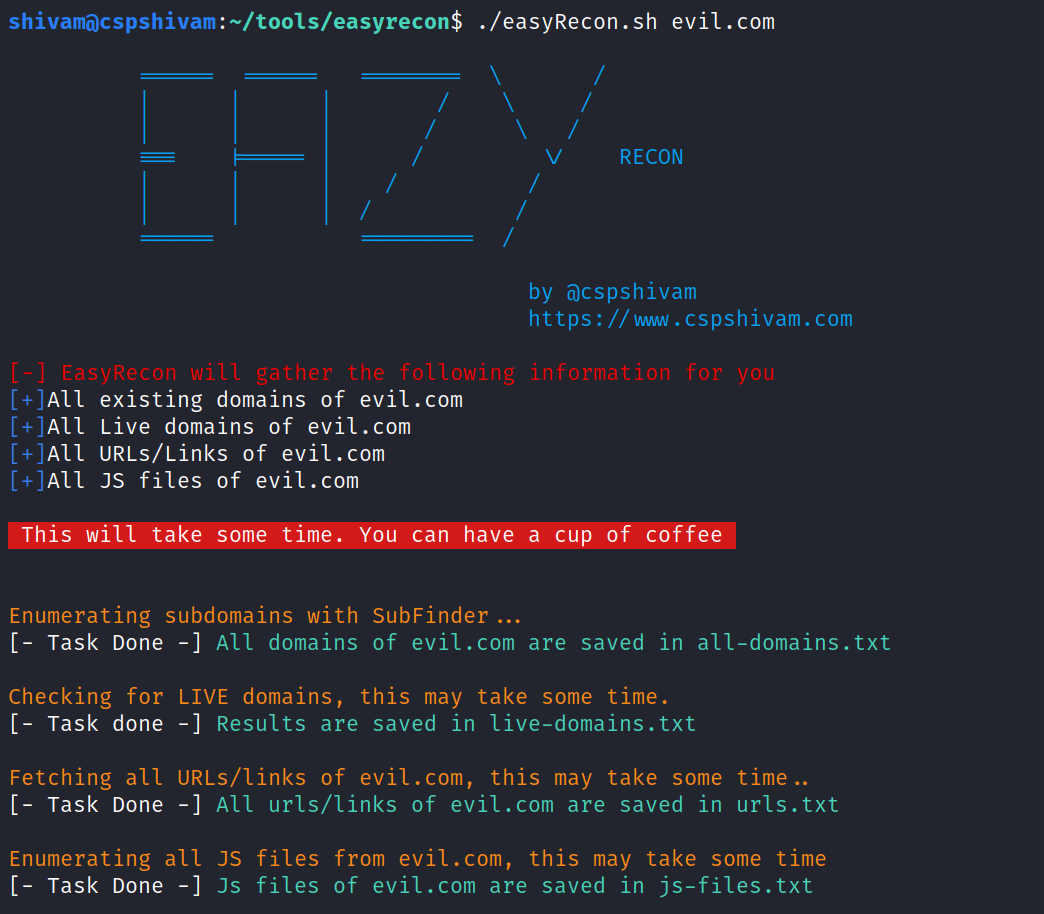 shivam@cspshivam:~/tools/easyrecon$ ./easyRecon.sh evil.com
EAZY
RECON
by @cspshivam
https://www.cspshivam.com
[-] EasyRecon will gather the following information for you
[+]All existing domains of evil.com
[+]All Live domains of evil.com
[+]All URLs/Links of evil.com
[+]All JS files of evil.com
This will take some time. You can have a cup of coffee
Enumerating subdomains with SubFinder...
[- Task Done -] All domains of evil.com are saved in all-domains.txt
Checking for LIVE domains, this may take some time.
[- Task done -] Results are saved in live-domains.txt
Fetching all URLs/links of evil.com, this may take some time..
[- Task Done -] All urls/links of evil.com are saved in urls.txt
Enumerating all JS files from evil.com, this may take some time
[- Task Done -] Js files of evil.com are saved in js-files.txt